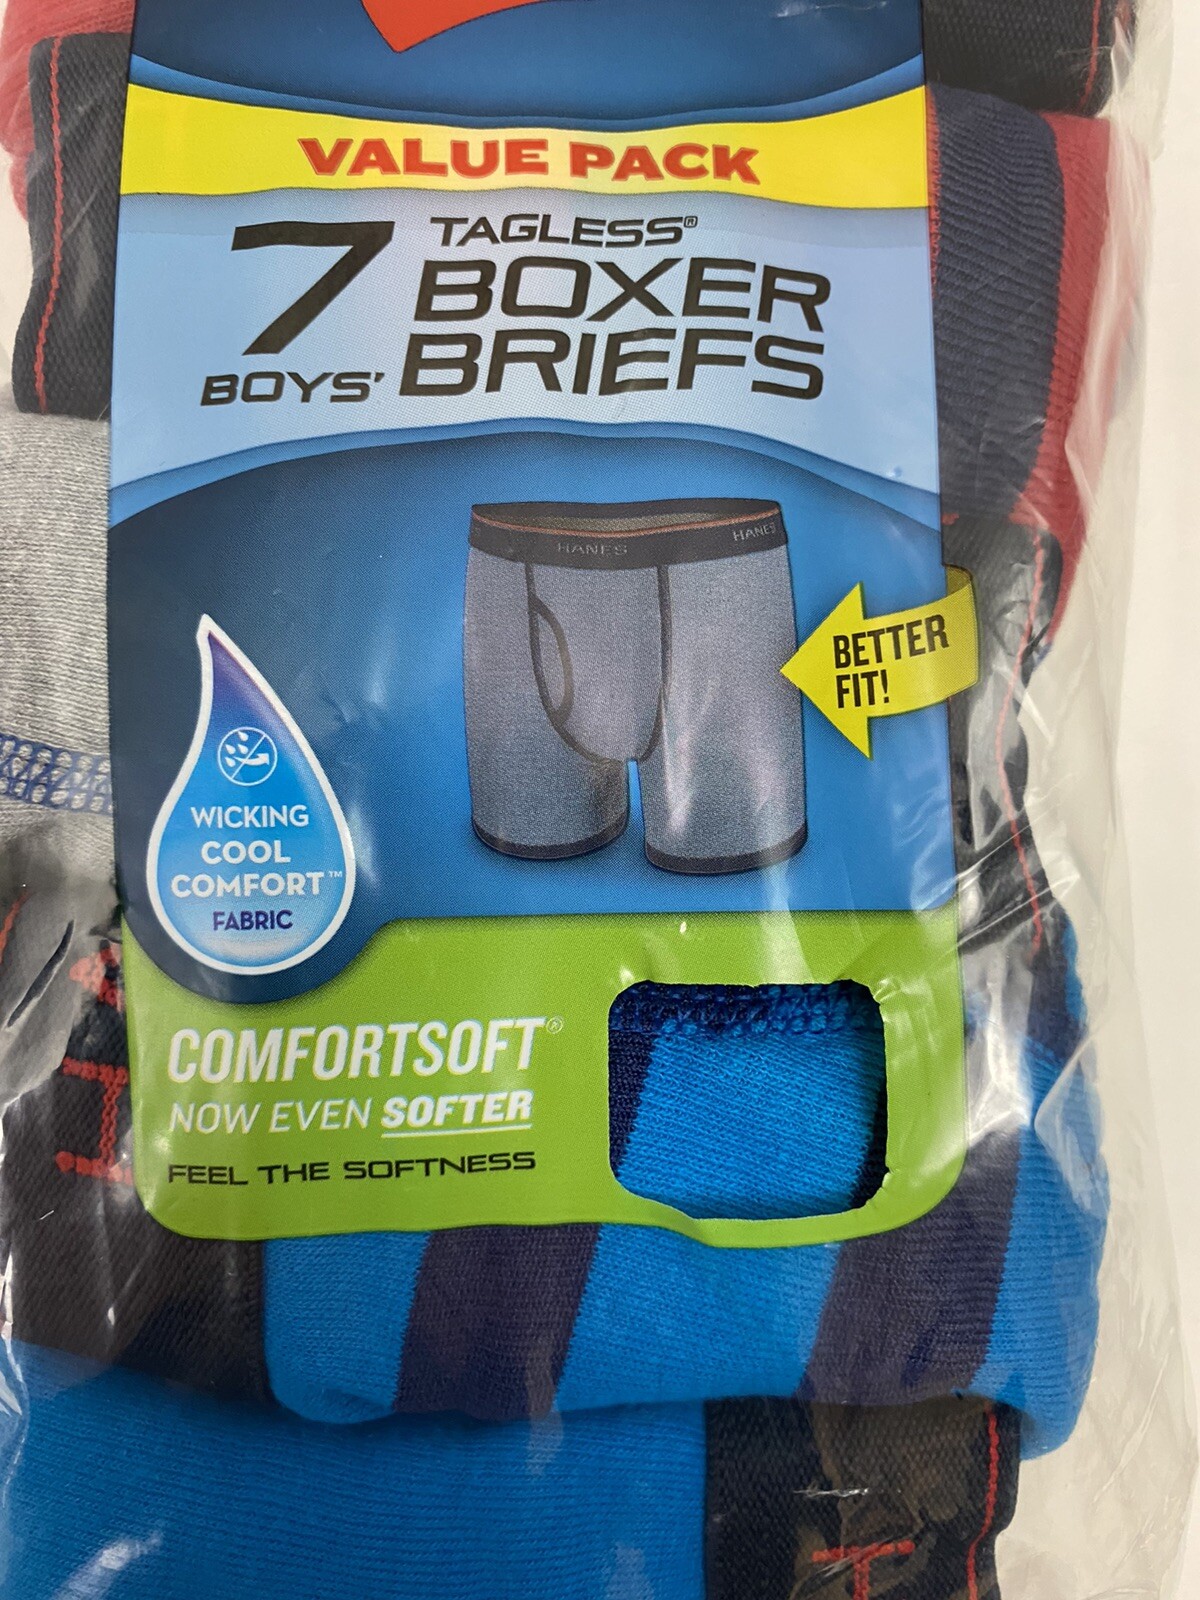 VALUE PACK
7
BOYS'
TAGLESS®
BOXER
BRIEFS
HANES
HANES
BETTER
FIT!
WICKING
COOL
COMFORT™
FABRIC
COMFORTSOFT®
NOW EVEN SOFTER
FEEL THE SOFTNESS